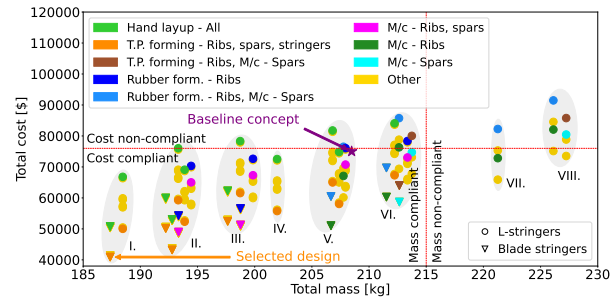 120000
110000
100000
90000
80000
70000
60000
50000
40000
Total cost [$]
Hand layup - All
T.P. forming - Ribs, spars, stringers
T.P. forming - Ribs, M/c - Spars
Rubber form. - Ribs
Rubber form. - Ribs, M/c - Spars
M/c - Ribs, spars
M/c - Ribs
M/c - Spars
Other
Baseline concept
Cost non-compliant
Cost compliant
Mass compliant
Mass non-compliant
I.
II.
III.
IV.
V.
VI.
VII.
VIII.
Selected design
L-stringers
Blade stringers
185 190 195 200 205 210 215 220 225 230
Total mass [kg]